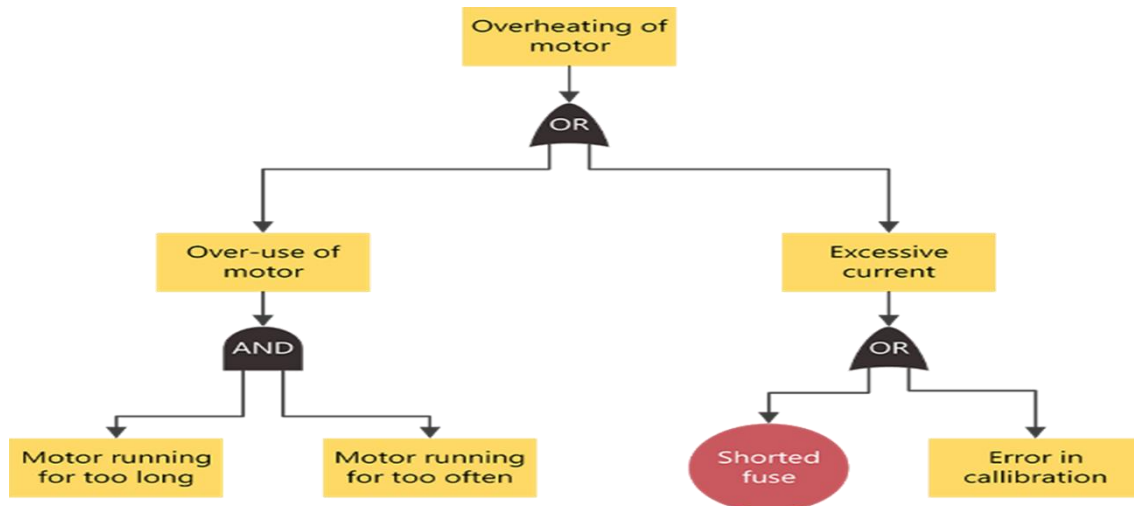 Overheating of
motor
OR
Over-use of
motor
Excessive
current
AND
OR
Motor running
for too long
Motor running
for too often
Shorted
fuse
Error in
callibration